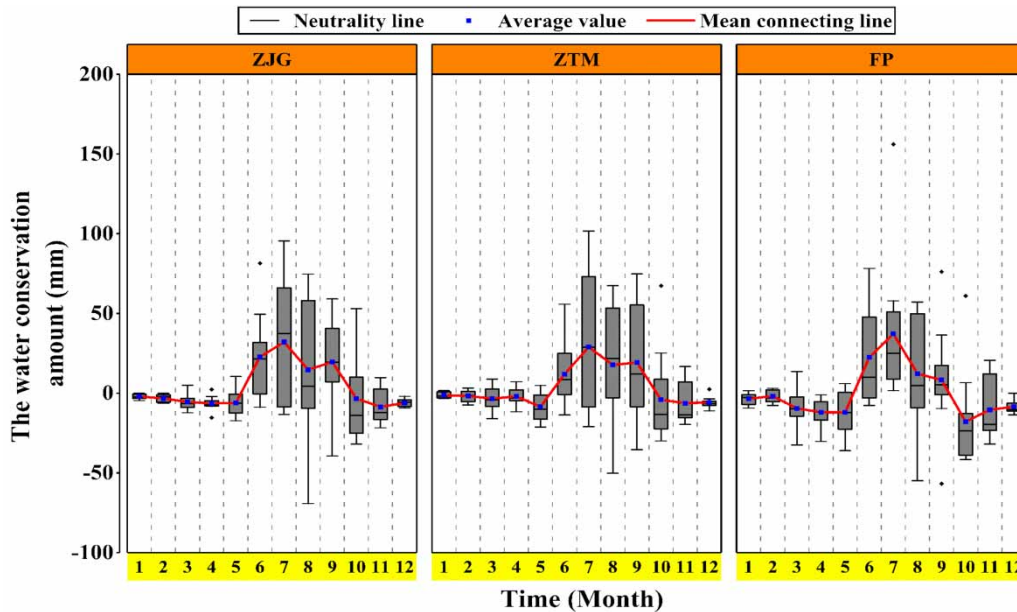 Neutrality line Average value Mean connecting line
ZJG ZTM FP
200
150
100
50
0
-50
-100
The water conservation
amount (mm)
1 2 3 4 5 6 7 8 9 10 11 12 1 2 3 4 5 6 7 8 9 10 11 12 1 2 3 4 5 6 7 8 9 10 11 12
Time (Month)